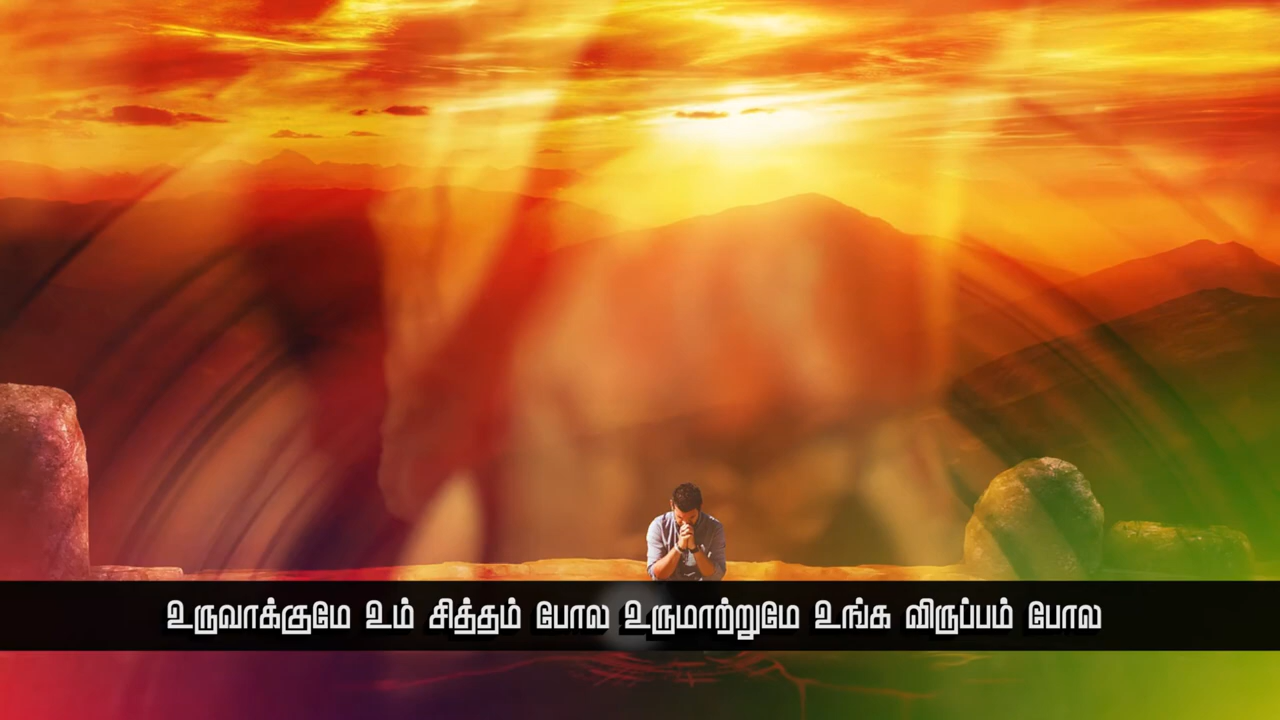 உருவாக்குமே உம் சித்தம் போல உருமாற்றுமே உங்க விருப்பம் போல